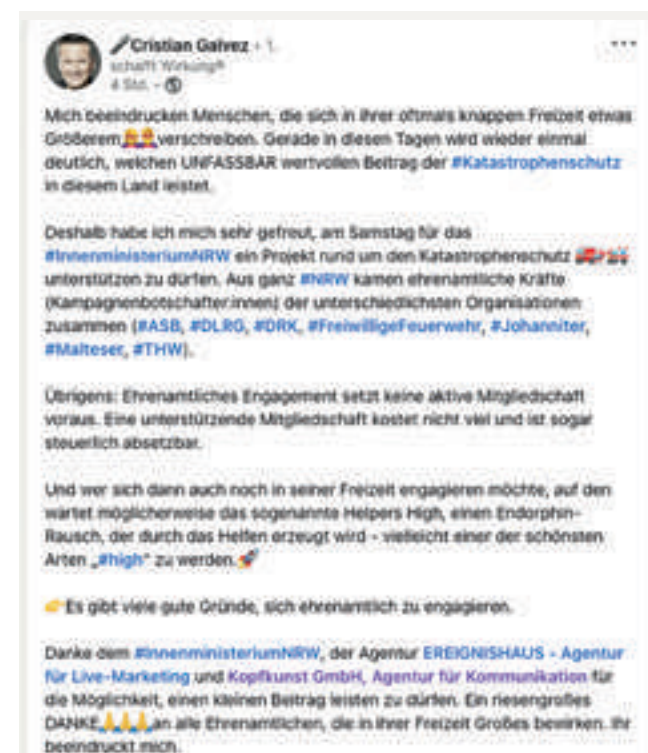 Cristian Galvez • 1.
schafft Wirkung®
4 Std. •
Mich beeindrucken Menschen, die sich in ihrer oftmals knappen Freizeit etwas
Größerem verschreiben. Gerade in diesen Tagen wird wieder einmal
deutlich, welchen UNFASSBAR wertvollen Beitrag der #Katastrophenschutz
in diesem Land leistet.
Deshalb habe ich mich sehr gefreut, am Samstag für das
#InnenministeriumNRW ein Projekt rund um den Katastrophenschutz
unterstützen zu dürfen. Aus ganz #NRW kamen ehrenamtliche Kräfte
(Kampagnenbotschafter:innen) der unterschiedlichsten Organisationen
zusammen (#ASB, #DLRG, #DRK, #FreiwilligeFeuerwehr, #Johanniter,
#Malteser, #THW).
Übrigens: Ehrenamtliches Engagement setzt keine aktive Mitgliedschaft
voraus. Eine unterstützende Mitgliedschaft kostet nicht viel und ist sogar
steuerlich absetzbar.
Und wer sich dann auch noch in seiner Freizeit engagieren möchte, auf den
wartet möglicherweise das sogenannte Helpers High, einen Endorphin-
Rausch, der durch das Helfen erzeugt wird - vielleicht einer der schönsten
Arten „#high" zu werden.
Es gibt viele gute Gründe, sich ehrenamtlich zu engagieren.
Danke dem #InnenministeriumNRW, der Agentur EREIGNISHAUS - Agentur
für Live-Marketing und Kopfkunst GmbH, Agentur für Kommunikation für
die Möglichkeit, einen kleinen Beitrag leisten zu dürfen. Ein riesengroßes
DANKE an alle Ehrenamtlichen, die in ihrer Freizeit Großes bewirken. Ihr
beeindruckt mich.